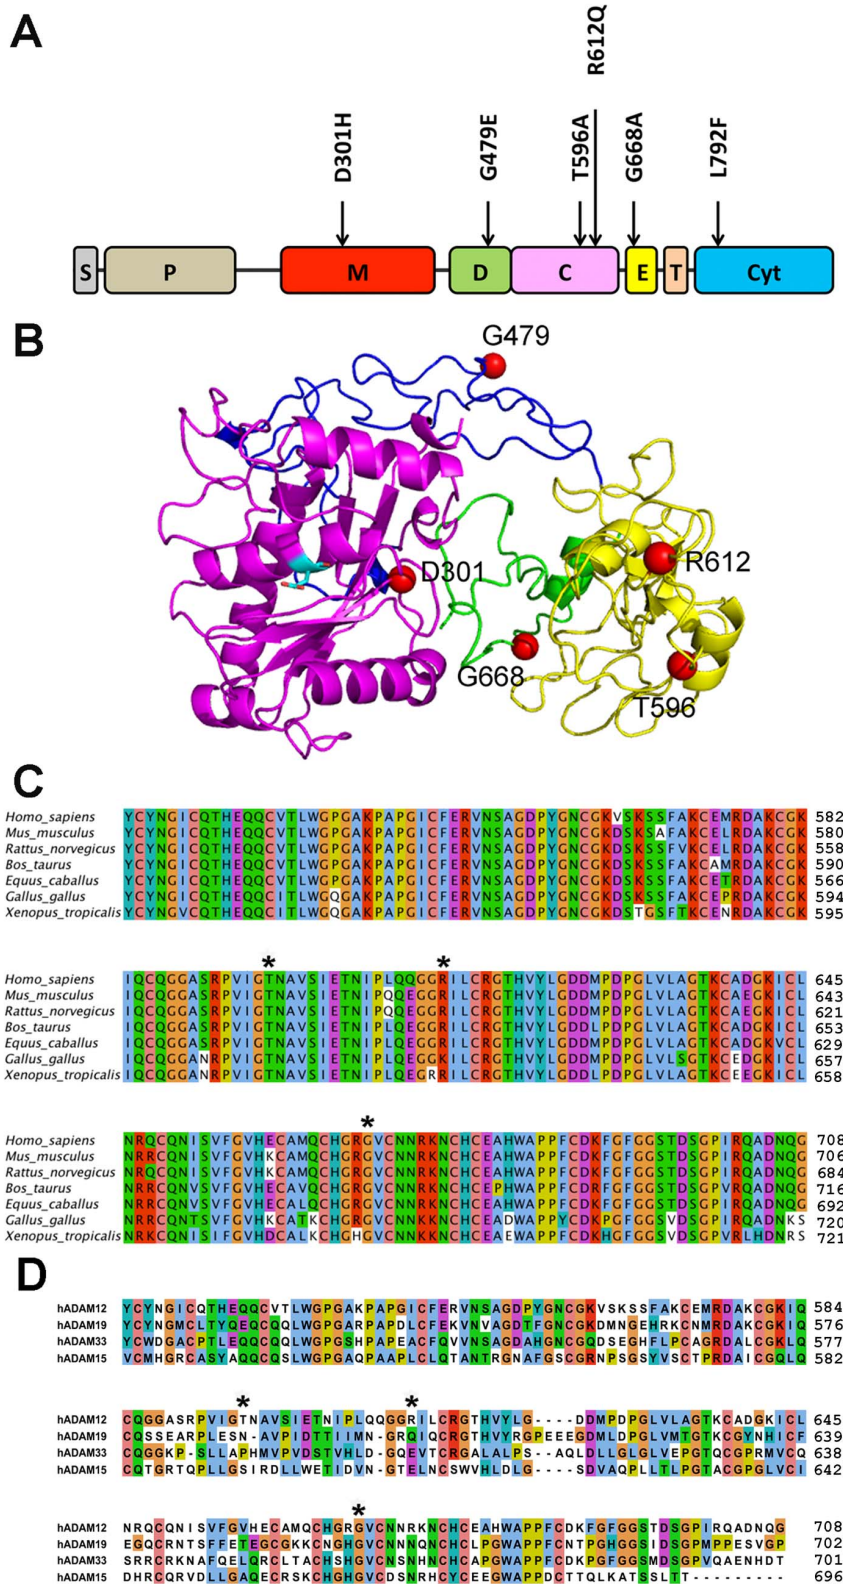 A
D301H
G479E
T596A
R612Q
G668A
L792F
S P M D C E T Cyt
B
G479
D301
R612
G668
T596
C
Homo_sapiens YCYNGICQTHEQQCVTLWGPGAKPAPGICFERVNSAGDPYGNCGKVSKSSFAKCEMRDAKCGK 582
Mus_musculus YCYNGICQTHEQQCVTLWGPGAKPAPGICFERVNSAGDPYGNCGKDSKSAFAKCELRDAKCGK 580
Rattus_norvegicus YCYNGICQTHEQQCVTLWGPGAKPAPGICFERVNSAGDPYGNCGKDSKSSFAKCELRDAKCGK 558
Bos_taurus YCYNGICQTHEQQCVTLWGPGAKPAPGICFERVNSAGDPYGNCGKDSKSSFAKCAMRDAKCGK 590
Equus_caballus YCYNGICQTHEQQCVTLWGPGAKPAPGICFERVNSAGDPYGNCGKDSKSSFAKCETRDAKCGK 566
Gallus_gallus YCYNGICQTHEQQCVTLWGQGAKPAPGICFERVNSAGDPYGNCGKDSKSSFAKCEPRDAKCGK 594
Xenopus_tropicalis YCYNGVCQTHEQQCITLWGQGAKPAPGICFERVNSAGDPYGNCGKDSTGSFTKCENRDAKCGK 595
* *
Homo_sapiens IQCQGGASRPVIGTNAVSIETNIPLQQGGRILCRGTHVYLGDDMPDPGLVLAGTKCADGKICL 645
Mus_musculus IQCQGGASRPVIGTNAVSIETNIPQQEGGRILCRGTHVYLGDDMPDPGLVLAGTKCAEGKICL 643
Rattus_norvegicus IQCQGGASRPVIGTNAVSIETNIPQQEGGRILCRGTHVYLGDDMPDPGLVLAGTKCAEGKICL 621
Bos_taurus IQCQGGASRPVIGTNAVSIETNIPLQEGGRILCRGTHVYLGDDLPDPGLVLAGTKCADGKICL 653
Equus_caballus IQCQGGASRPVIGTNAVSIETNIPLQEGGRILCRGTHVYLGDDMPDPGLVLAGTKCADGKVCL 629
Gallus_gallus IQCQGGANRPVIGTNAVSIETNIPLQEGGKILCRGTHVYLGDDMPDPGLVLSGTKCEDGKICL 657
Xenopus_tropicalis IQCQGGANRPVIGTNAVSIETNIPLQEGRRILCRGTHVYLGDDLPDPGLVLAGTKCEEGKICL 658
*
Homo_sapiens NRQCQNISVFGVHECAMQCHGRGVCNNRKNCHCEAHWAPPFCDKFGFGGSTDSGPIRQADNQG 708
Mus_musculus NRRCQNISVFGVHKCAMQCHGRGVCNNRKNCHCEAHWAPPFCDKFGFGGSTDSGPIRQADNQG 706
Rattus_norvegicus NRQCQNISVFGVHKCAMQCHGRGVCNNRKNCHCEAHWAPPFCDKFGFGGSTDSGPIRQADNQG 684
Bos_taurus NRRCQNISVFGVHECAVQCHGRGVCNNRKNCHCEPHWAPPFCDKFGFGGSTDSGPIRQADNQG 716
Equus_caballus NRRCQNVSVFGVHECALQCHGRGVCNNRKNCHCEAHWAPPFCDKFGFGGSTDSGPIRQADNQG 692
Gallus_gallus NRRCQNTSVFGVHKCATKCHGRGVCNNKKNCHCEADWAPPYCDKPGFGGSVDSGPIRQADNKS 720
Xenopus_tropicalis NRKCQNISVFGVHDCALKCHGHGVCNNKKNCHCEAEWAPPFCDKHGFGGSTDSGPVRLHDNRS 721
D
hADAM12 YCYNGICQTHEQQCVTLWGPGAKPAPGICFERVNSAGDPYGNCGKVSKSSFAKCEMRDAKCGKIQ 584
hADAM19 YCYNGMCLTYQEQCQQLWGPGARPAPDLCFEKVNVAGDTFGNCGKDMNGEHRKCNMRDAKCGKIQ 576
hADAM33 YCWDGACPTLEQQCQQLWGPGSHPAPEACFQVVNSAGDAHGNCGQDSEGHFLPCAGRDALCGKLQ 577
hADAM15 VCMHGRCASYAQQCQSLWGPGAQPAAPLCLQTANTRGNAFGSCGRNPSGSYVSCTPRDAICGQLQ 582
* *
hADAM12 CQGGASRPVIGTNAVSIETNIPLQQGGRILCRGTHVYLG----DDMPDPGLVLAGTKCADGKICL 645
hADAM19 CQSSEARPLESN-AVPIDTTIIMN-GRQIQCRGTHVYRGPEEEGDMLDPGLVMTGTKCGYNHICF 639
hADAM33 CQGGKP-SLLAPHMVPVDSTVHLD-GQEVTCRGALALPS----AQLDLLGLGLVEPGTQCGPRMVCQ 638
hADAM15 CQTGRTQPLLGSIRDLLWETIDVN-GTELNCSWVHLDLG----SDVAQPLLTLPGTACGPGLVCI 642
*
hADAM12 NRQCQNISVFGVHECAMQCHGRGVCNNRKNCHCEAHWAPPFCDKFGFGGSTDSGPIRQADNQG 708
hADAM19 EGQCRNTSFFETEGCGKKCNGHGVCNNNQNCHCLPGWAPPFCNTPGHGGSIDSGPMPPESVGP 702
hADAM33 SRRCRKNAFQELQRCLTACHSHGVCNSNHNCHCAPGWAPPFCDKPGFGGSMDSGPVQAENHDT 701
hADAM15 DHRCQRVDLLGAQECRSKCHGHGVCDSNRHCYCEEGWAPPDCTTQLKATSSLTT--------- 696